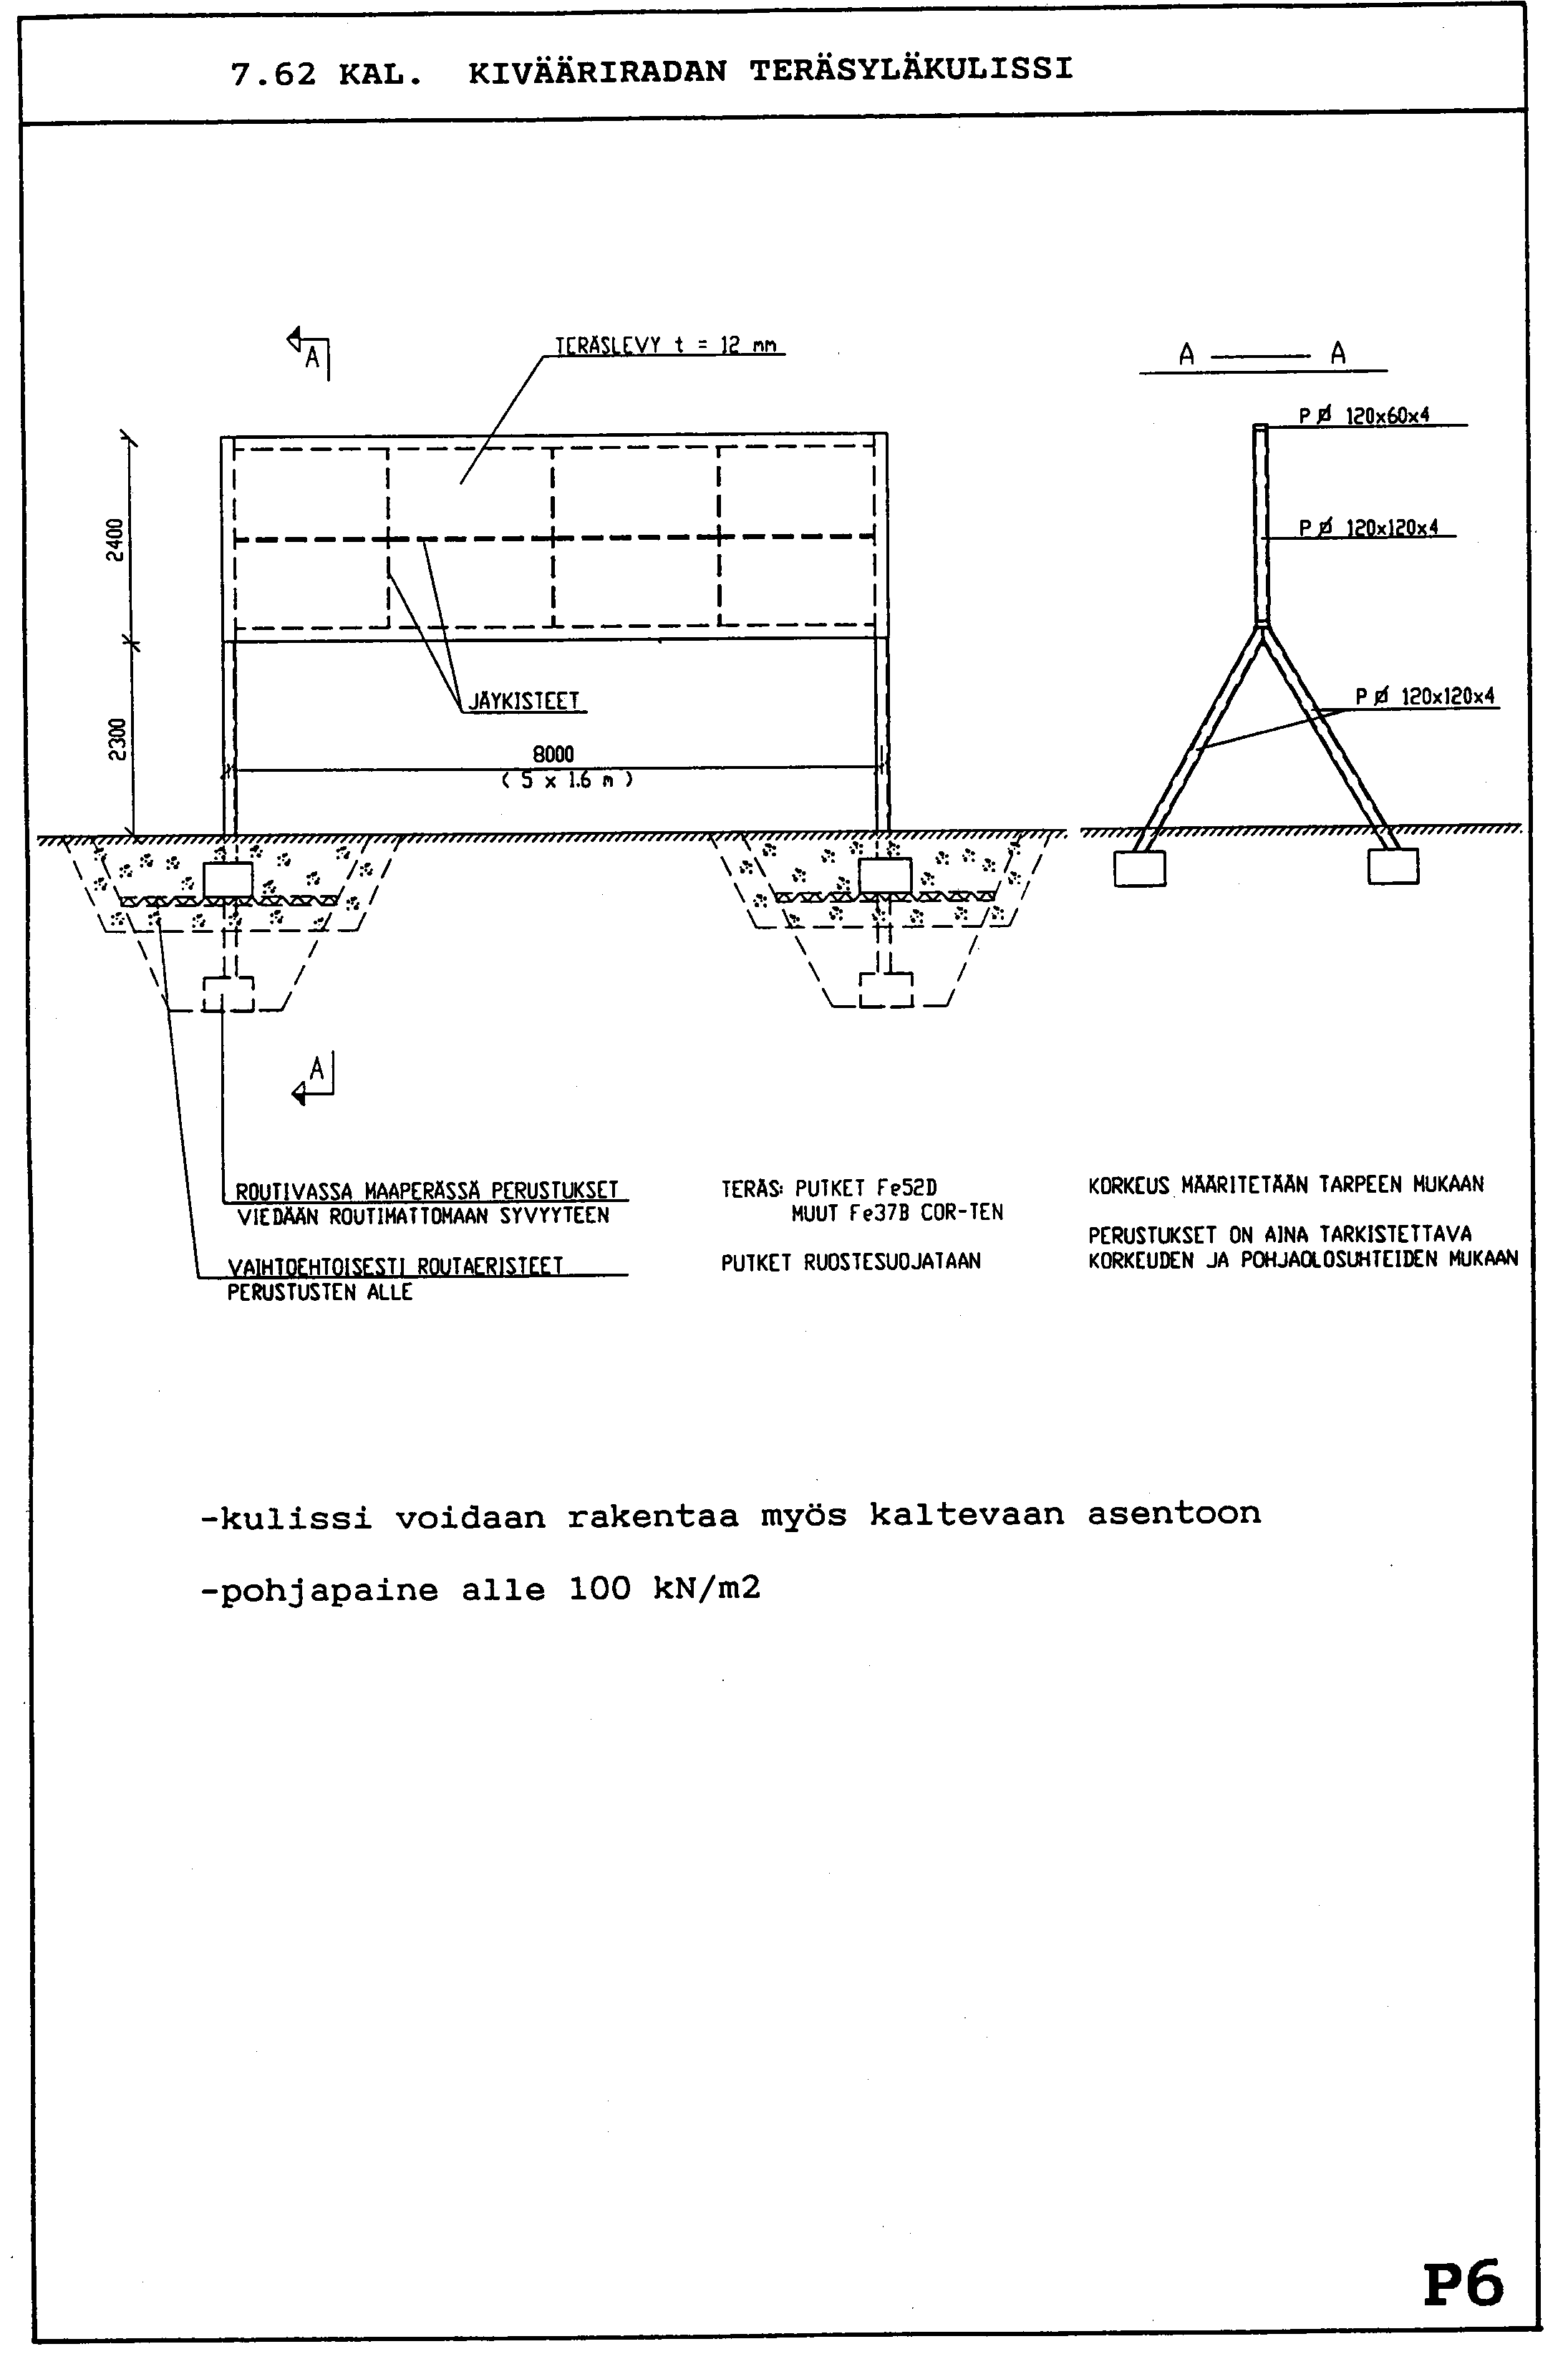 7.62 KAL. KIVÄÄRIRADAN TERÄSYLÄKULISSI
A
TERÄSLEVY t = 12 mm
A A
P 120x60x4
P 120x120x4
2400
JÄYKISTEET
P 120x120x4
2300
8000
( 5 x 1.6 m )
A
ROUTIVASSA MAAPERÄSSÄ PERUSTUKSET
VIEDÄÄN ROUTIMATTOMAAN SYVYYTEEN
VAIHTOEHTOISESTI ROUTAERISTEET
PERUSTUSTEN ALLE
TERÄS: PUTKET Fe52D
MUUT Fe37B COR-TEN
PUTKET RUOSTESUOJATAAN
KORKEUS MÄÄRITETÄÄN TARPEEN MUKAAN
PERUSTUKSET ON AINA TARKISTETTAVA
KORKEUDEN JA POHJAOLOSUHTEIDEN MUKAAN
-kulissi voidaan rakentaa myös kaltevaan asentoon
-pohjapaine alle 100 kN/m2
P6